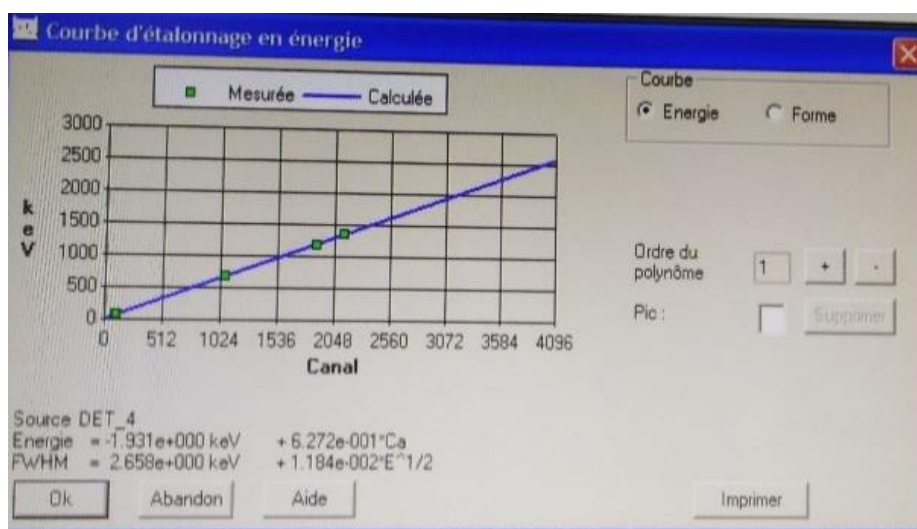 Courbe d'étalonnage en énergie
Mesurée Calculée
Courbe
Energie Forme
3000
2500
2000
1500
1000
500
0
keV
0 512 1024 1536 2048 2560 3072 3584 4096
Canal
Ordre du
polynôme
1 + -
Pic : Supprimer
Source DET_4
Energie = -1.931e+000 keV + 6.272e-001*Ca
FWHM = 2.658e+000 keV + 1.184e-002*E^1/2
Ok Abandon Aide Imprimer